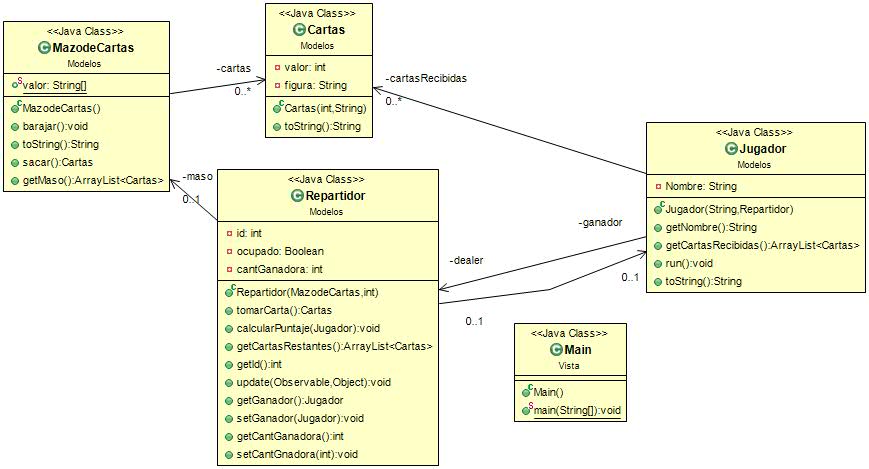 <<Java Class>>
MazodeCartas
Modelos
valor: String[]
MazodeCartas()
barajar():void
toString():String
sacar():Cartas
getMaso():ArrayList<Cartas>
-cartas
0..*
<<Java Class>>
Cartas
Modelos
valor: int
figura: String
Cartas(int,String)
toString():String
-cartasRecibidas
0..*
<<Java Class>>
Jugador
Modelos
Nombre: String
Jugador(String,Repartidor)
getNombre():String
getCartasRecibidas():ArrayList<Cartas>
run():void
toString():String
-maso
0..1
<<Java Class>>
Repartidor
Modelos
id: int
ocupado: Boolean
cantGanadora: int
Repartidor(MazodeCartas,int)
tomarCarta():Cartas
calcularPuntaje(Jugador):void
getCartasRestantes():ArrayList<Cartas>
getId():int
update(Observable,Object):void
getGanador():Jugador
setGanador(Jugador):void
getCantGanadora():int
setCantGnadora(int):void
-ganador
-dealer
0..1
0..1
<<Java Class>>
Main
Vista
Main()
main(String[]):void